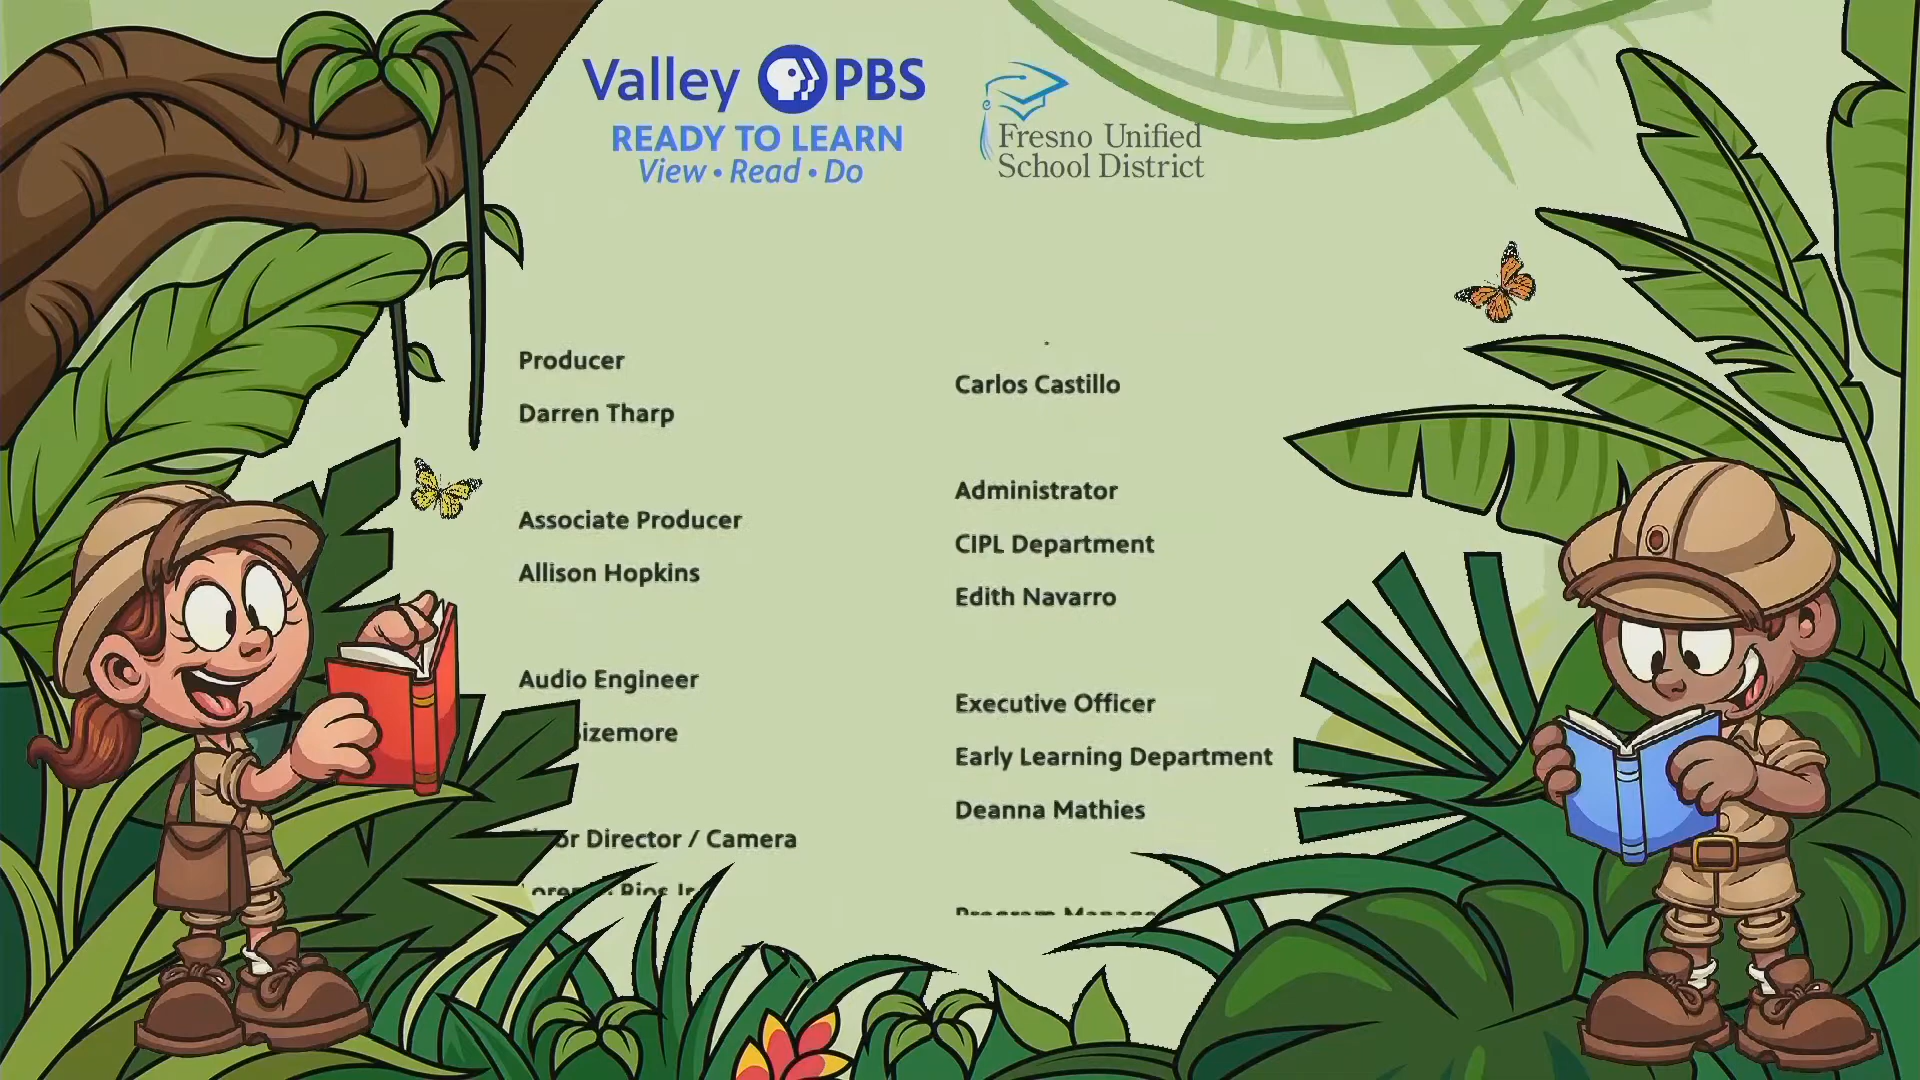 Valley PBS
READY TO LEARN
View • Read • Do
Fresno Unified
School District
Producer
Darren Tharp
Associate Producer
Allison Hopkins
Audio Engineer
Director / Camera
Carlos Castillo
Administrator
CIPL Department
Edith Navarro
Executive Officer
Early Learning Department
Deanna Mathies
Program